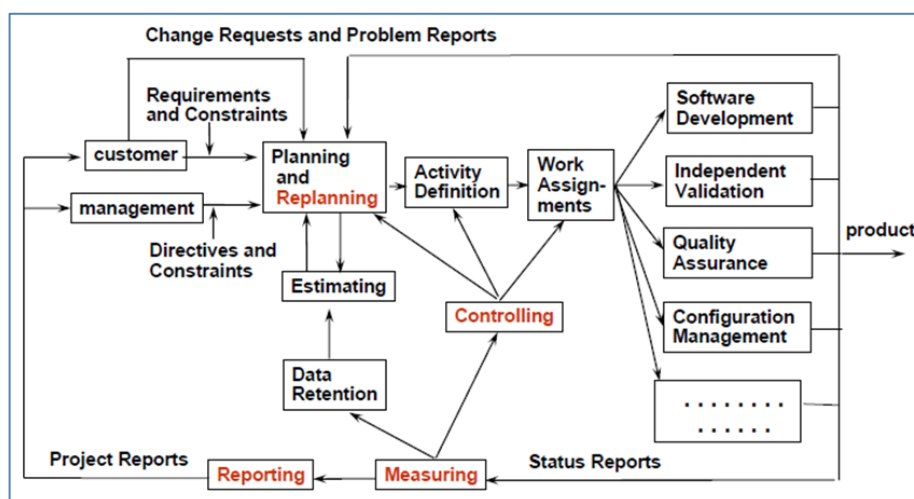 Change Requests and Problem Reports
Requirements
and Constraints
customer
management
Directives and
Constraints
Planning
and
Replanning
Activity
Definition
Work
Assign-
ments
Software
Development
Independent
Validation
Quality
Assurance
Configuration
Management
. . . . . . . .
. . . . . .
product
Estimating
Controlling
Data
Retention
Project Reports
Reporting
Measuring
Status Reports